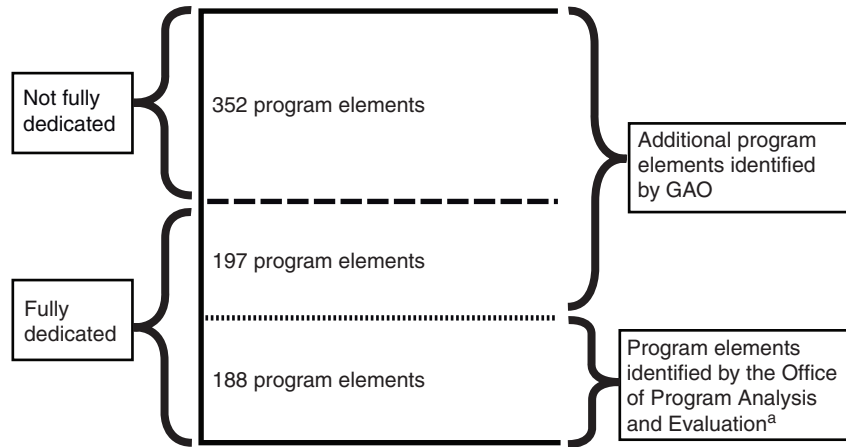 Not fully
dedicated
352 program elements
Additional program
elements identified
by GAO
197 program elements
Fully
dedicated
188 program elements
Program elements
identified by the Office
of Program Analysis
and Evaluationa